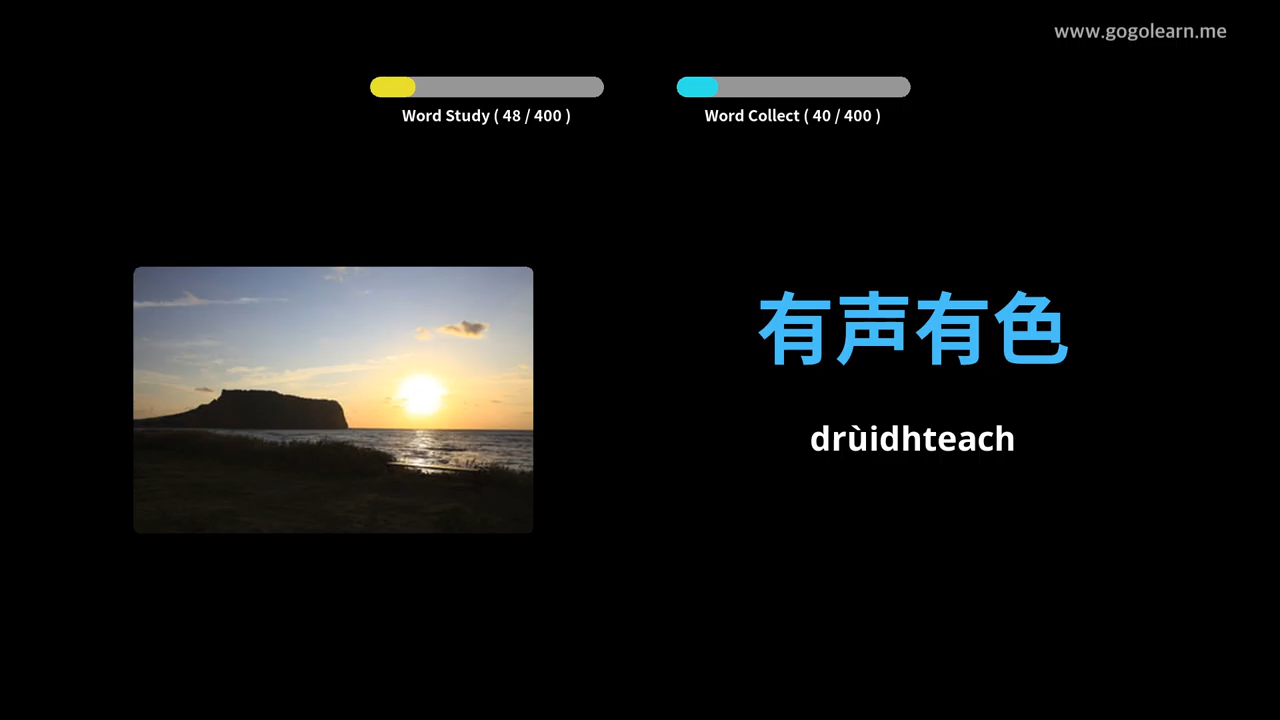 www.gogolearn.me
Word Study ( 48 / 400 )
Word Collect ( 40 / 400 )
有声有色
drùidhteach